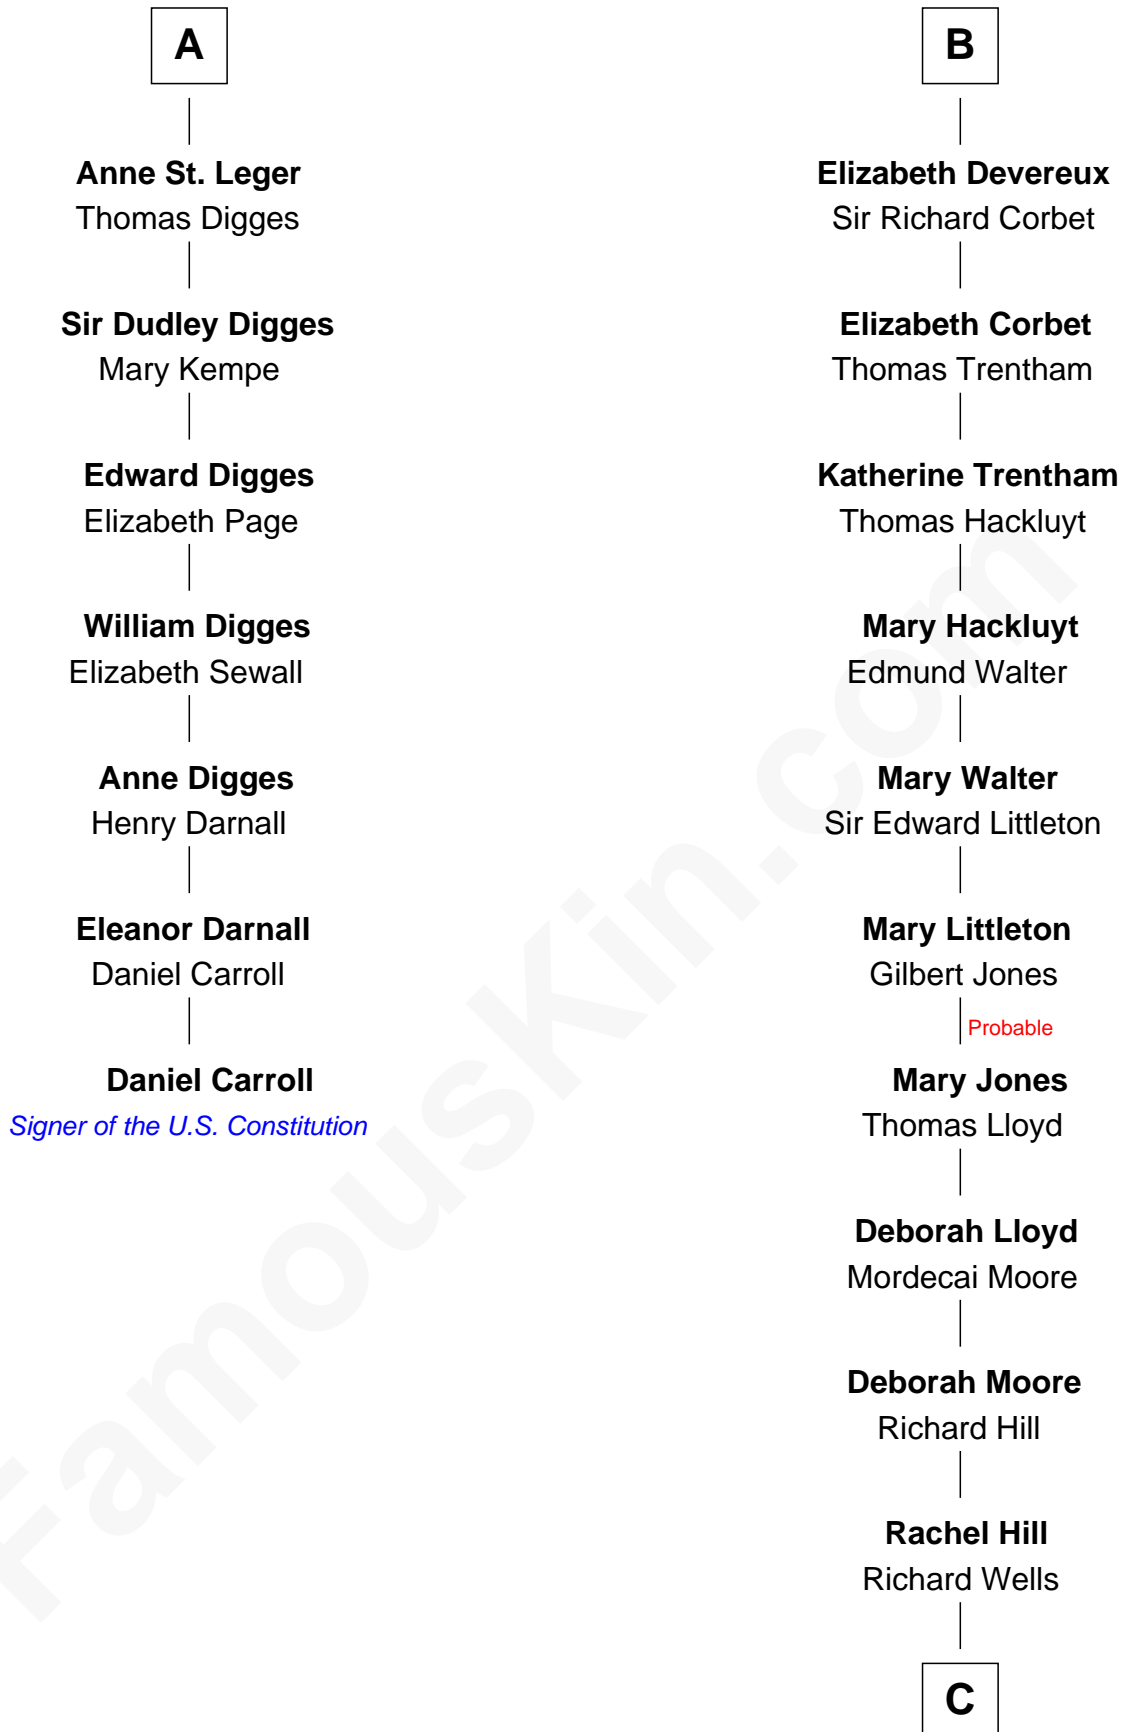 A
Anne St. Leger
Thomas Digges
Sir Dudley Digges
Mary Kempe
Edward Digges
Elizabeth Page
William Digges
Elizabeth Sewall
Anne Digges
Henry Darnall
Eleanor Darnall
Daniel Carroll
Daniel Carroll
Signer of the U.S. Constitution
B
Elizabeth Devereux
Sir Richard Corbet
Elizabeth Corbet
Thomas Trentham
Katherine Trentham
Thomas Hackluyt
Mary Hackluyt
Edmund Walter
Mary Walter
Sir Edward Littleton
Mary Littleton
Gilbert Jones
Probable
Mary Jones
Thomas Lloyd
Deborah Lloyd
Mordecai Moore
Deborah Moore
Richard Hill
Rachel Hill
Richard Wells
C
FamousKin.com